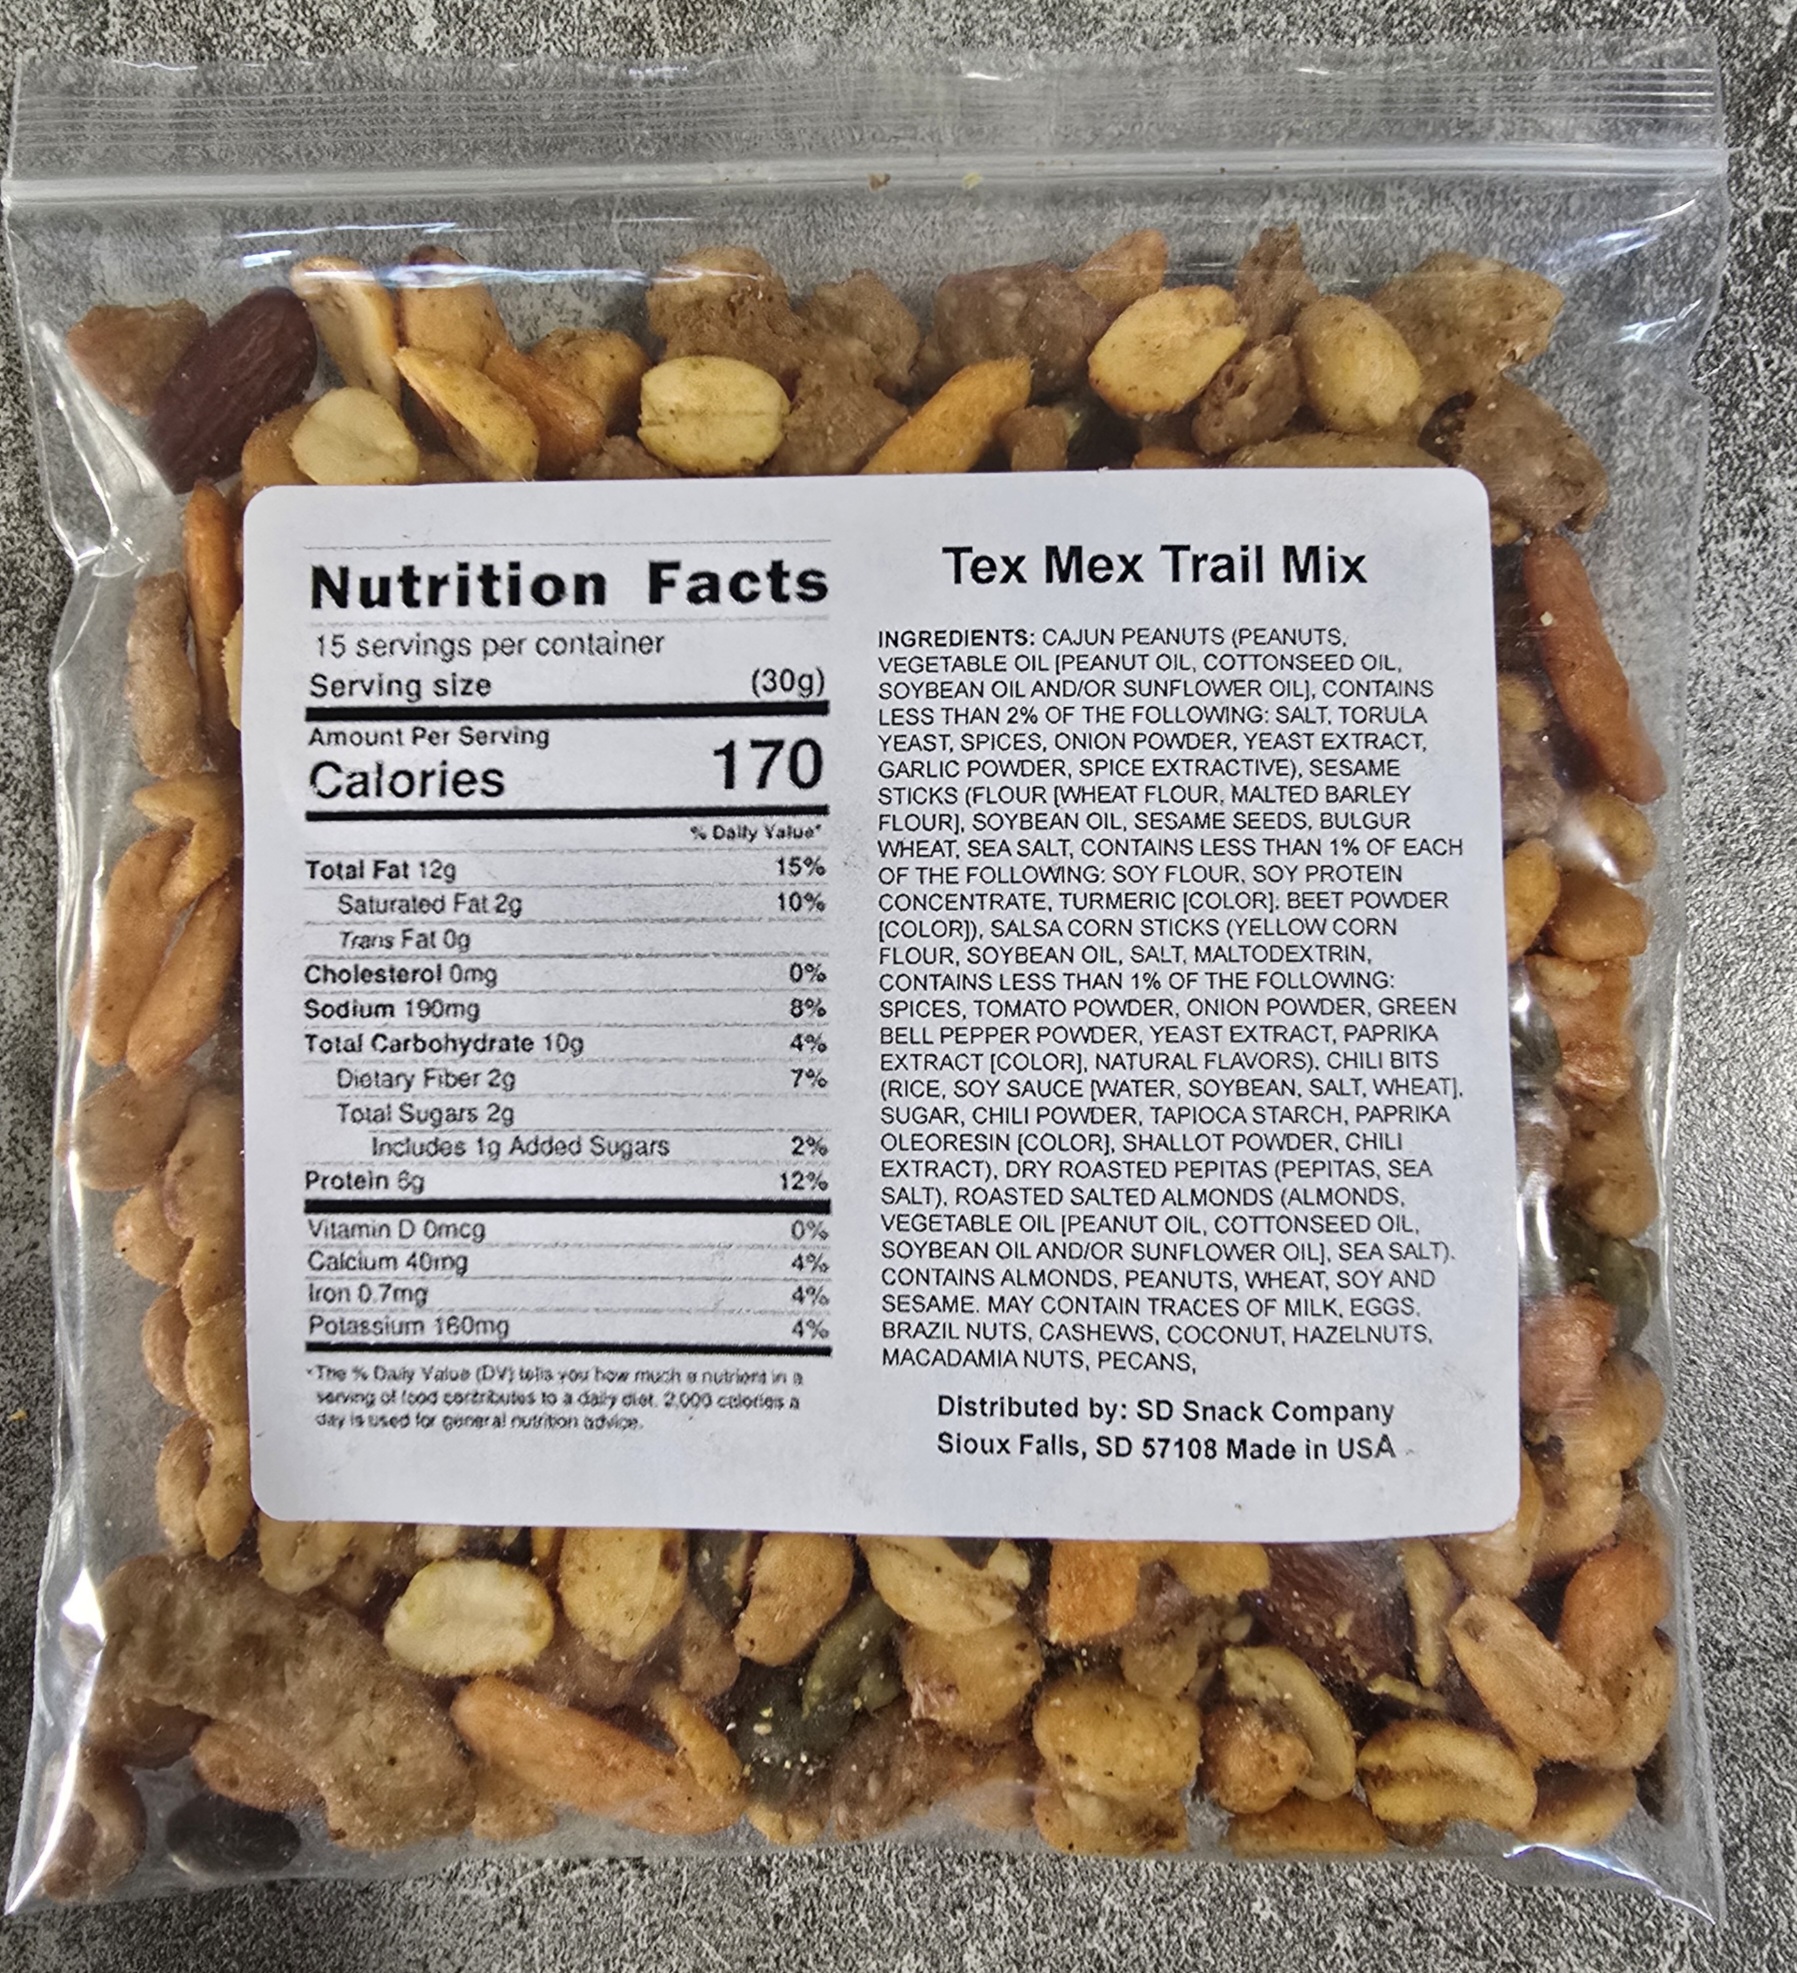 Nutrition Facts
15 servings per container
Serving size (30g)
Amount Per Serving
Calories 170
% Daily Value*
Total Fat 12g 15%
Saturated Fat 2g 10%
Trans Fat 0g
Cholesterol 0mg 0%
Sodium 190mg 8%
Total Carbohydrate 10g 4%
Dietary Fiber 2g 7%
Total Sugars 2g
Includes 1g Added Sugars 2%
Protein 6g 12%
Vitamin D 0mcg 0%
Calcium 40mg 4%
Iron 0.7mg 4%
Potassium 160mg 4%
*The % Daily Value (DV) tells you how much a nutrient in a
serving of food contributes to a daily diet. 2,000 calories a
day is used for general nutrition advice.
Tex Mex Trail Mix
INGREDIENTS: CAJUN PEANUTS (PEANUTS,
VEGETABLE OIL [PEANUT OIL, COTTONSEED OIL,
SOYBEAN OIL AND/OR SUNFLOWER OIL], CONTAINS
LESS THAN 2% OF THE FOLLOWING: SALT, TORULA
YEAST, SPICES, ONION POWDER, YEAST EXTRACT,
GARLIC POWDER, SPICE EXTRACTIVE), SESAME
STICKS (FLOUR [WHEAT FLOUR, MALTED BARLEY
FLOUR], SOYBEAN OIL, SESAME SEEDS, BULGUR
WHEAT, SEA SALT, CONTAINS LESS THAN 1% OF EACH
OF THE FOLLOWING: SOY FLOUR, SOY PROTEIN
CONCENTRATE, TURMERIC [COLOR], BEET POWDER
[COLOR]), SALSA CORN STICKS (YELLOW CORN
FLOUR, SOYBEAN OIL, SALT, MALTODEXTRIN,
CONTAINS LESS THAN 1% OF THE FOLLOWING:
SPICES, TOMATO POWDER, ONION POWDER, GREEN
BELL PEPPER POWDER, YEAST EXTRACT, PAPRIKA
EXTRACT [COLOR], NATURAL FLAVORS), CHILI BITS
(RICE, SOY SAUCE [WATER, SOYBEAN, SALT, WHEAT],
SUGAR, CHILI POWDER, TAPIOCA STARCH, PAPRIKA
OLEORESIN [COLOR], SHALLOT POWDER, CHILI
EXTRACT), DRY ROASTED PEPITAS (PEPITAS, SEA
SALT), ROASTED SALTED ALMONDS (ALMONDS,
VEGETABLE OIL [PEANUT OIL, COTTONSEED OIL,
SOYBEAN OIL AND/OR SUNFLOWER OIL], SEA SALT).
CONTAINS ALMONDS, PEANUTS, WHEAT, SOY AND
SESAME. MAY CONTAIN TRACES OF MILK, EGGS,
BRAZIL NUTS, CASHEWS, COCONUT, HAZELNUTS,
MACADAMIA NUTS, PECANS,
Distributed by: SD Snack Company
Sioux Falls, SD 57108 Made in USA